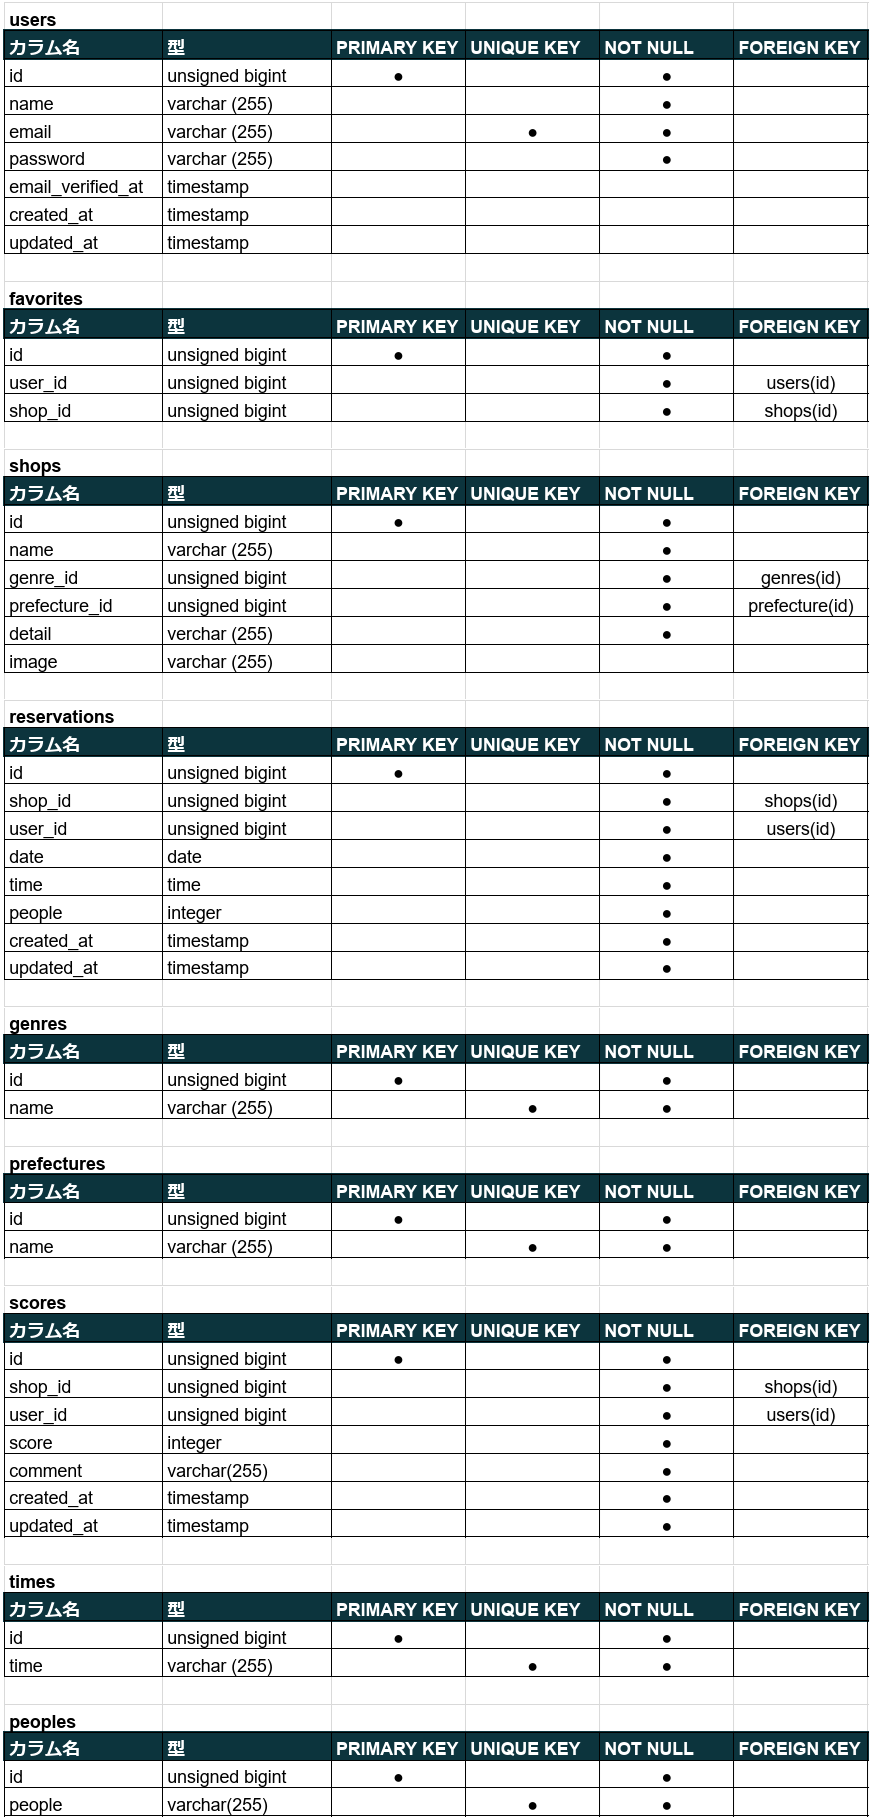 users
カラム名 型 PRIMARY KEY UNIQUE KEY NOT NULL FOREIGN KEY
id unsigned bigint ● ●
name varchar (255) ●
email varchar (255) ● ●
password varchar (255) ●
email_verified_at timestamp
created_at timestamp
updated_at timestamp
favorites
カラム名 型 PRIMARY KEY UNIQUE KEY NOT NULL FOREIGN KEY
id unsigned bigint ● ●
user_id unsigned bigint ● users(id)
shop_id unsigned bigint ● shops(id)
shops
カラム名 型 PRIMARY KEY UNIQUE KEY NOT NULL FOREIGN KEY
id unsigned bigint ● ●
name varchar (255) ●
genre_id unsigned bigint ● genres(id)
prefecture_id unsigned bigint ● prefecture(id)
detail verchar (255) ●
image varchar (255)
reservations
カラム名 型 PRIMARY KEY UNIQUE KEY NOT NULL FOREIGN KEY
id unsigned bigint ● ●
shop_id unsigned bigint ● shops(id)
user_id unsigned bigint ● users(id)
date date ●
time time ●
people integer ●
created_at timestamp ●
updated_at timestamp ●
genres
カラム名 型 PRIMARY KEY UNIQUE KEY NOT NULL FOREIGN KEY
id unsigned bigint ● ●
name varchar (255) ● ●
prefectures
カラム名 型 PRIMARY KEY UNIQUE KEY NOT NULL FOREIGN KEY
id unsigned bigint ● ●
name varchar (255) ● ●
scores
カラム名 型 PRIMARY KEY UNIQUE KEY NOT NULL FOREIGN KEY
id unsigned bigint ● ●
shop_id unsigned bigint ● shops(id)
user_id unsigned bigint ● users(id)
score integer ●
comment varchar(255) ●
created_at timestamp ●
updated_at timestamp ●
times
カラム名 型 PRIMARY KEY UNIQUE KEY NOT NULL FOREIGN KEY
id unsigned bigint ● ●
time varchar (255) ● ●
peoples
カラム名 型 PRIMARY KEY UNIQUE KEY NOT NULL FOREIGN KEY
id unsigned bigint ● ●
people varchar(255) ● ●